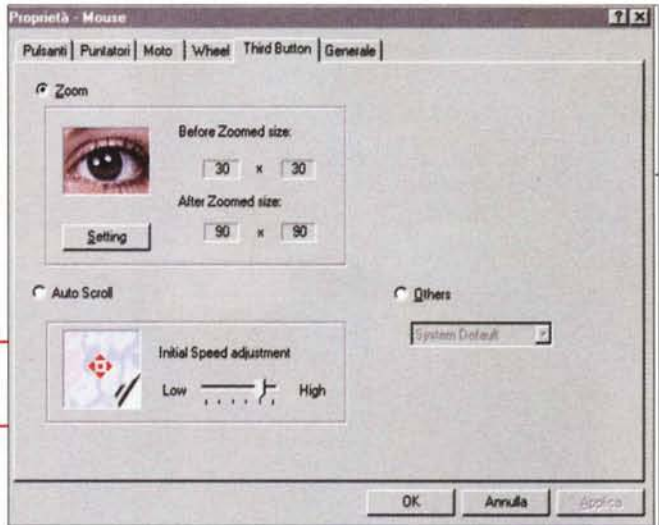 Proprietà - Mouse
Pulsanti Puntatori Moto Wheel Third Button Generale
Zoom
Before Zoomed size:
30 x 30
After Zoomed size:
90 x 90
Setting
Auto Scroll
Others
System Default
Initial Speed adjustment
Low High
OK Annulla Applica